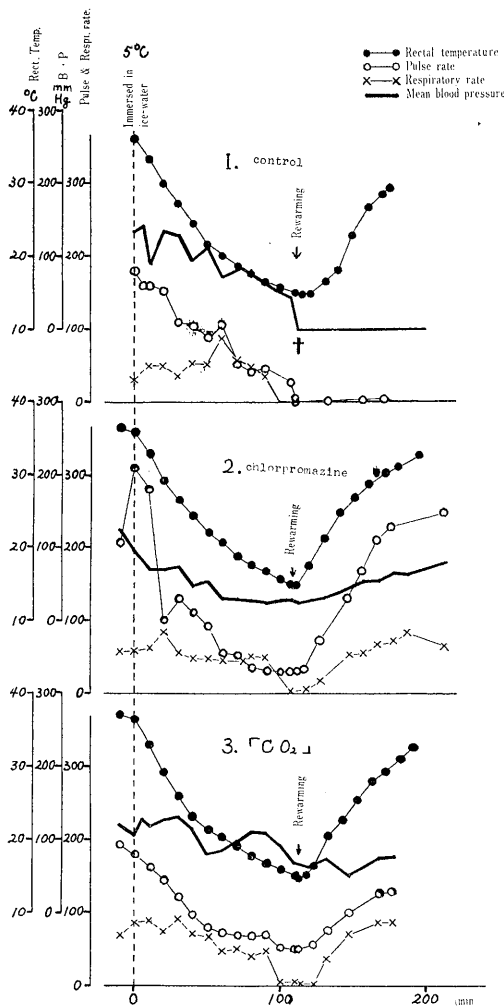 °C Rect. Temp.
mm Hg B · P
Pulse & Respi. rate.
5°C
Immersed in
ice-water
Rectal temperature
Pulse rate
Respiratory rate
Mean blood pressure
40 300
30 200 300
20 100 200
10 0 100
0
1. control
Rewarming
†
40 300
30 200 300
20 100 200
10 0 100
0
2. chlorpromazine
Rewarming
40 300
30 200 300
20 100 200
10 0 100
0
3. 「CO₂」
Rewarming
0 100 200 (min